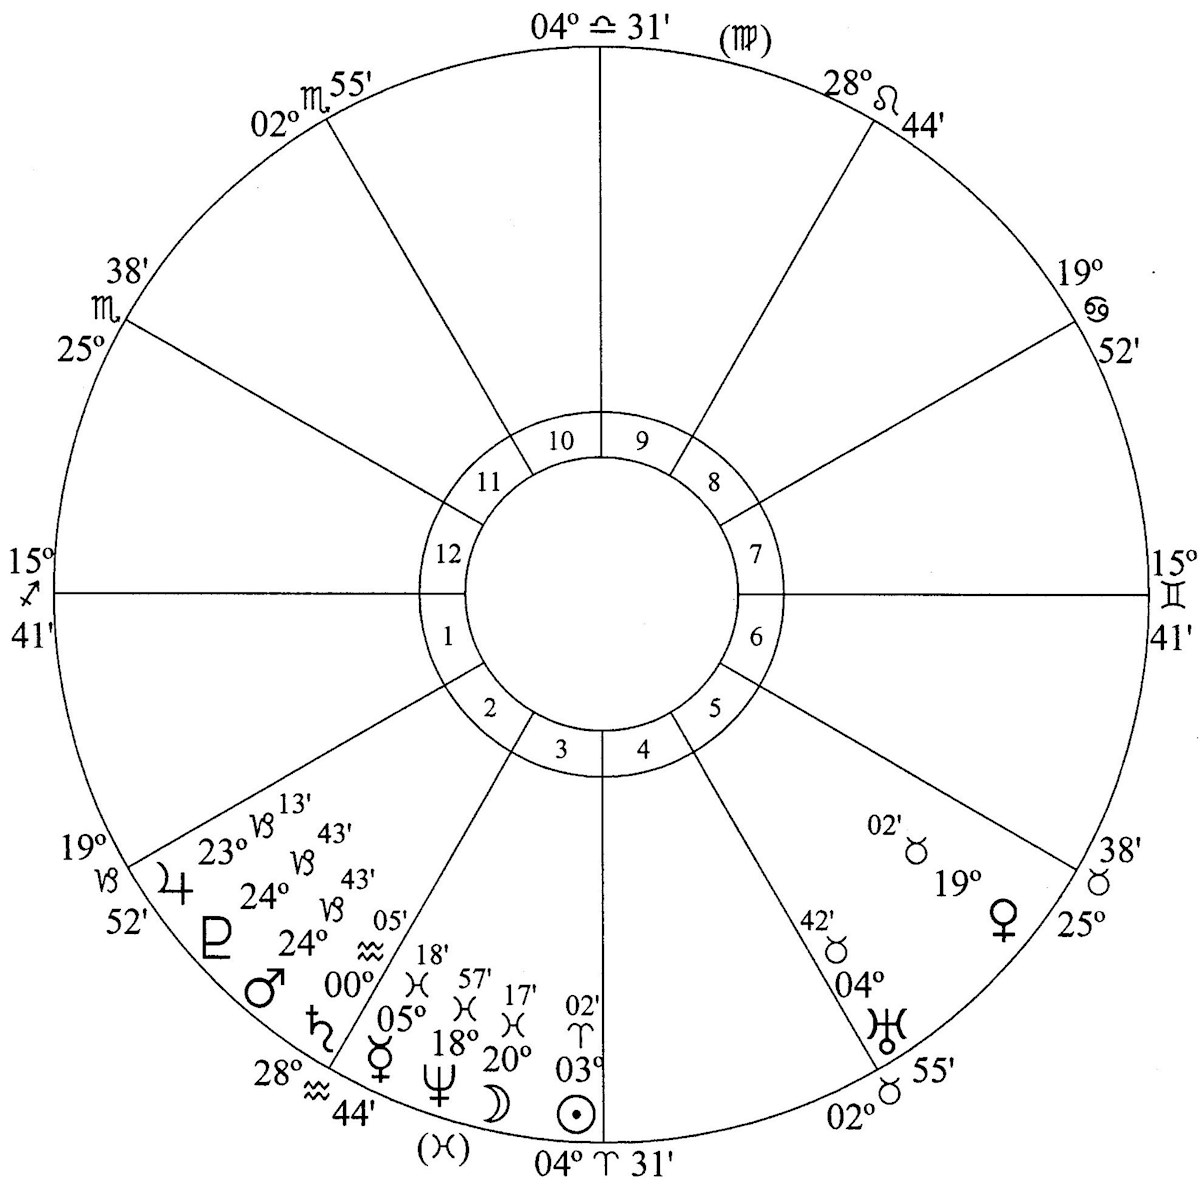 04º ♎ 31'
(♍)
28º ♌ 44'
19º ♋ 52'
15º ♊ 41'
38' ♉ 25º
55' ♉ 02º
04º ♈ 31'
(♓)
28º ♒ 44'
19º ♑ 52'
15º ♐ 41'
38' ♏ 25º
02º ♏ 55'
10
9
11
8
12
7
1
6
2
5
3
4
♃ 23º ♑ 13'
♇ 24º ♑ 43'
♂ 24º ♑ 43'
♄ 00º ♒ 05'
☿ 05º ♓ 18'
♆ 18º ♓ 57'
☽ 20º ♓ 17'
☉ 03º ♈ 02'
♅ 04º ♉ 42'
♀ 19º ♉ 02'